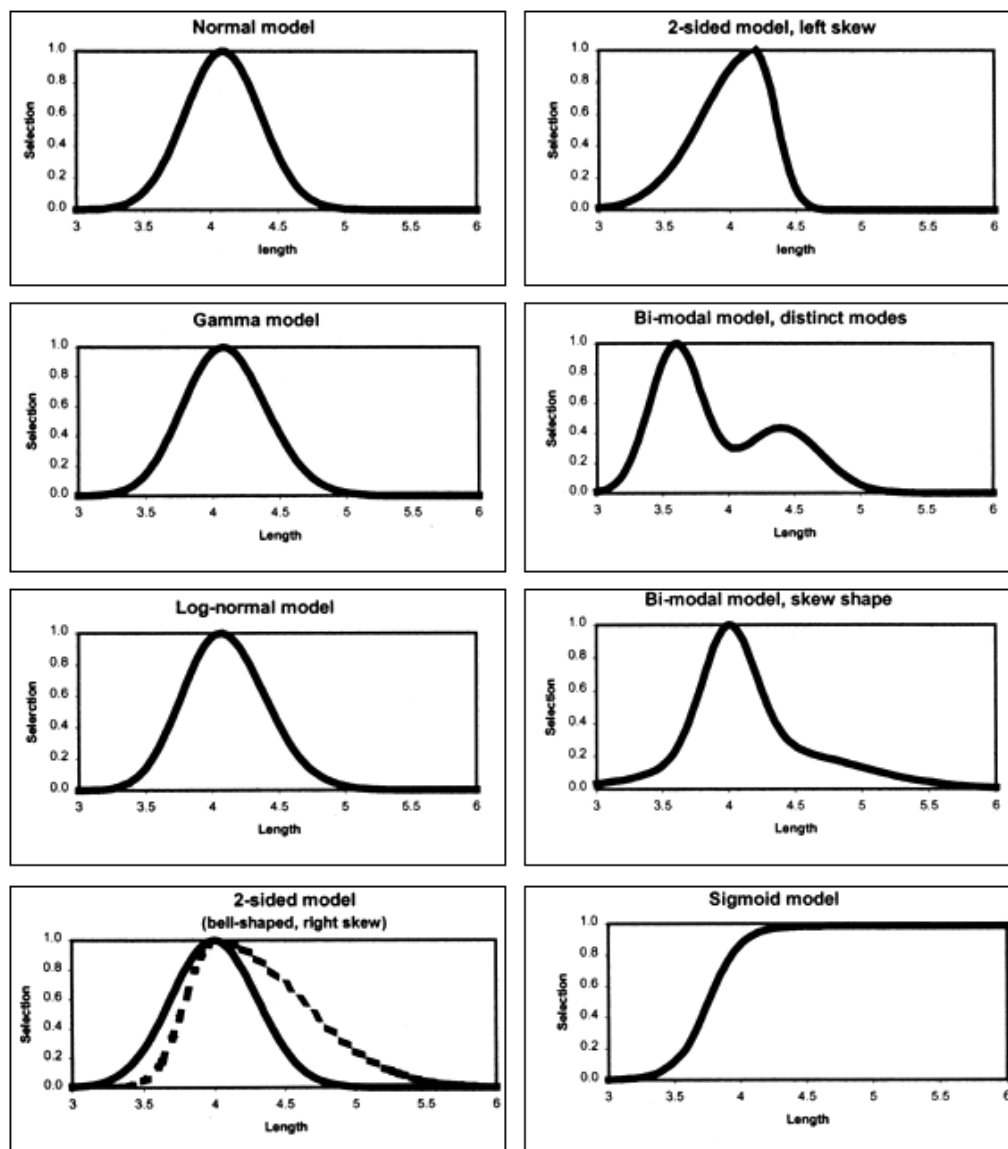 Normal model
1.0
0.8
0.6
0.4
0.2
0.0
Selection
3 3.5 4 4.5 5 5.5 6
length
2-sided model, left skew
1.0
0.8
0.6
0.4
0.2
0.0
Selection
3 3.5 4 4.5 5 5.5 6
length
Gamma model
1.0
0.8
0.6
0.4
0.2
0.0
Selection
3 3.5 4 4.5 5 5.5 6
Length
Bi-modal model, distinct modes
1.0
0.8
0.6
0.4
0.2
0.0
Selection
3 3.5 4 4.5 5 5.5 6
Length
Log-normal model
1.0
0.8
0.6
0.4
0.2
0.0
Selerction
3 3.5 4 4.5 5 5.5 6
Length
Bi-modal model, skew shape
1.0
0.8
0.6
0.4
0.2
0.0
Selection
3 3.5 4 4.5 5 5.5 6
Length
2-sided model
(bell-shaped, right skew)
1.0
0.8
0.6
0.4
0.2
0.0
Selection
3 3.5 4 4.5 5 5.5 6
Length
Sigmoid model
1.0
0.8
0.6
0.4
0.2
0.0
Selection
3 3.5 4 4.5 5 5.5 6
Length